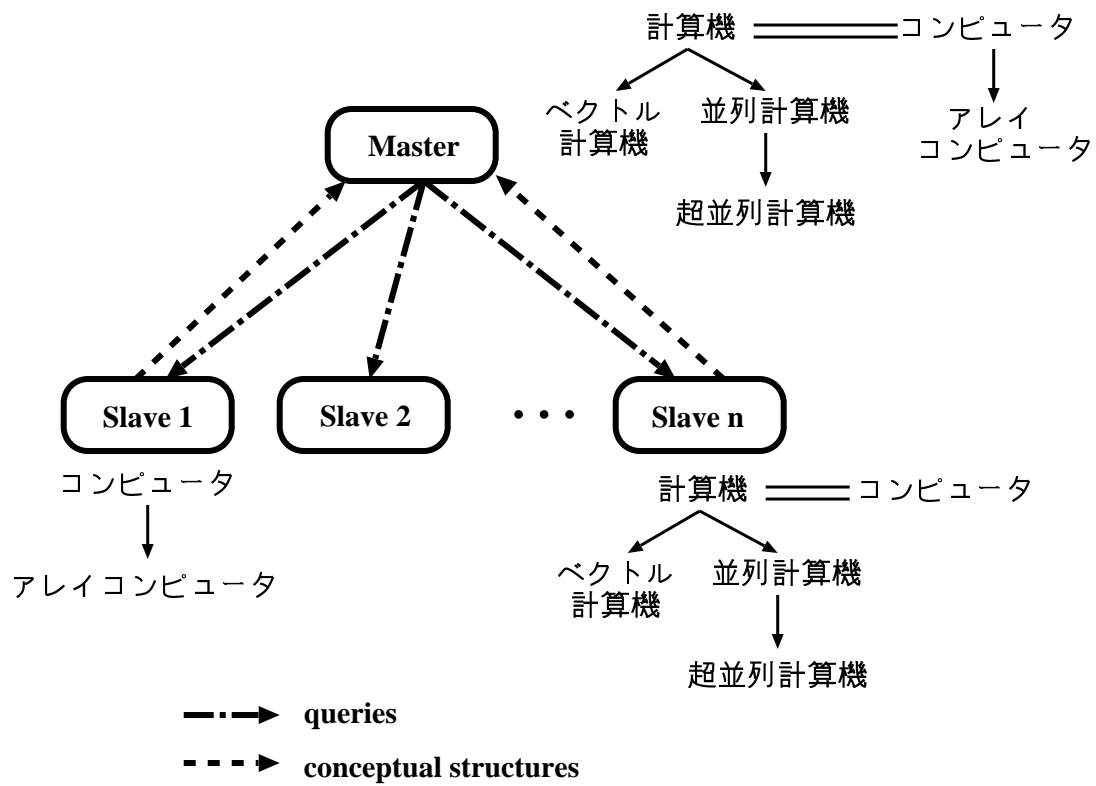 計算機 コンピュータ
ベクトル
計算機
並列計算機
アレイ
コンピュータ
超並列計算機
Master
Slave 1
Slave 2
• • •
Slave n
コンピュータ
アレイコンピュータ
計算機 コンピュータ
ベクトル
計算機
並列計算機
超並列計算機
queries
conceptual structures